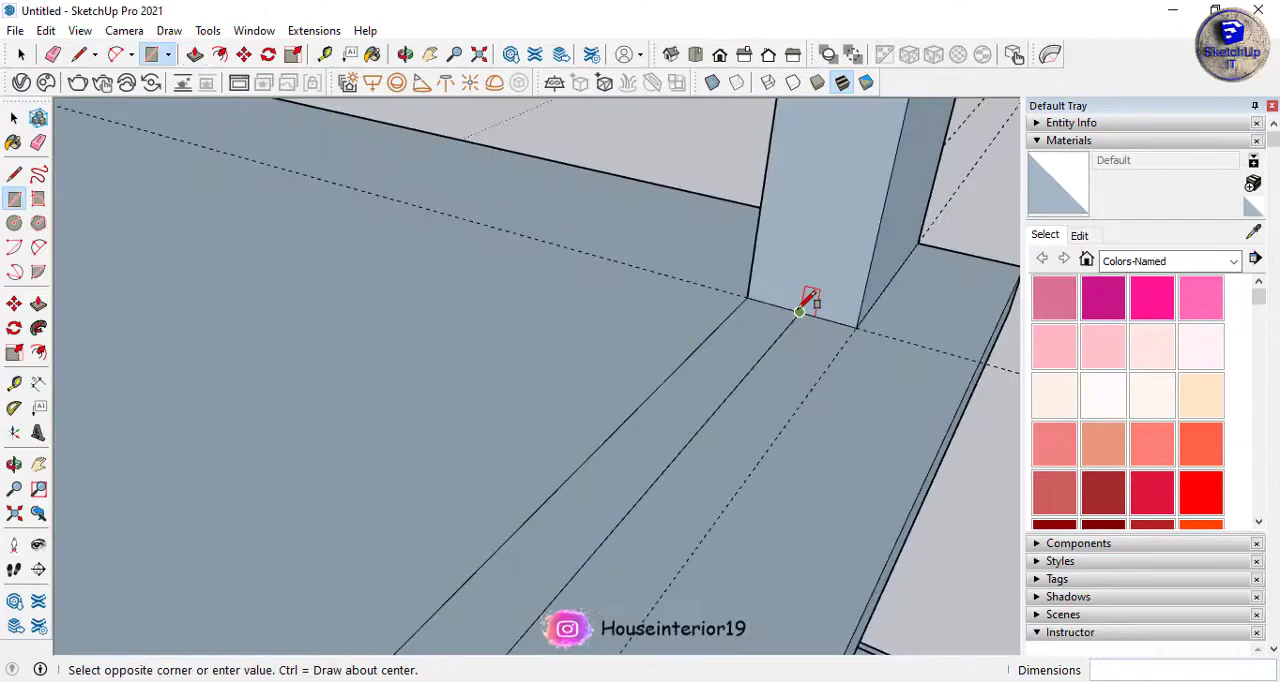 Untitled - SketchUp Pro 2021
File Edit View Camera Draw Tools Window Extensions Help
SketchUp
IT
Default Tray
Entity Info
Materials
Default
Select Edit
Colors-Named
Components
Styles
Tags
Shadows
Scenes
Instructor
Houseinterior19
Select opposite corner or enter value. Ctrl = Draw about center.
Dimensions